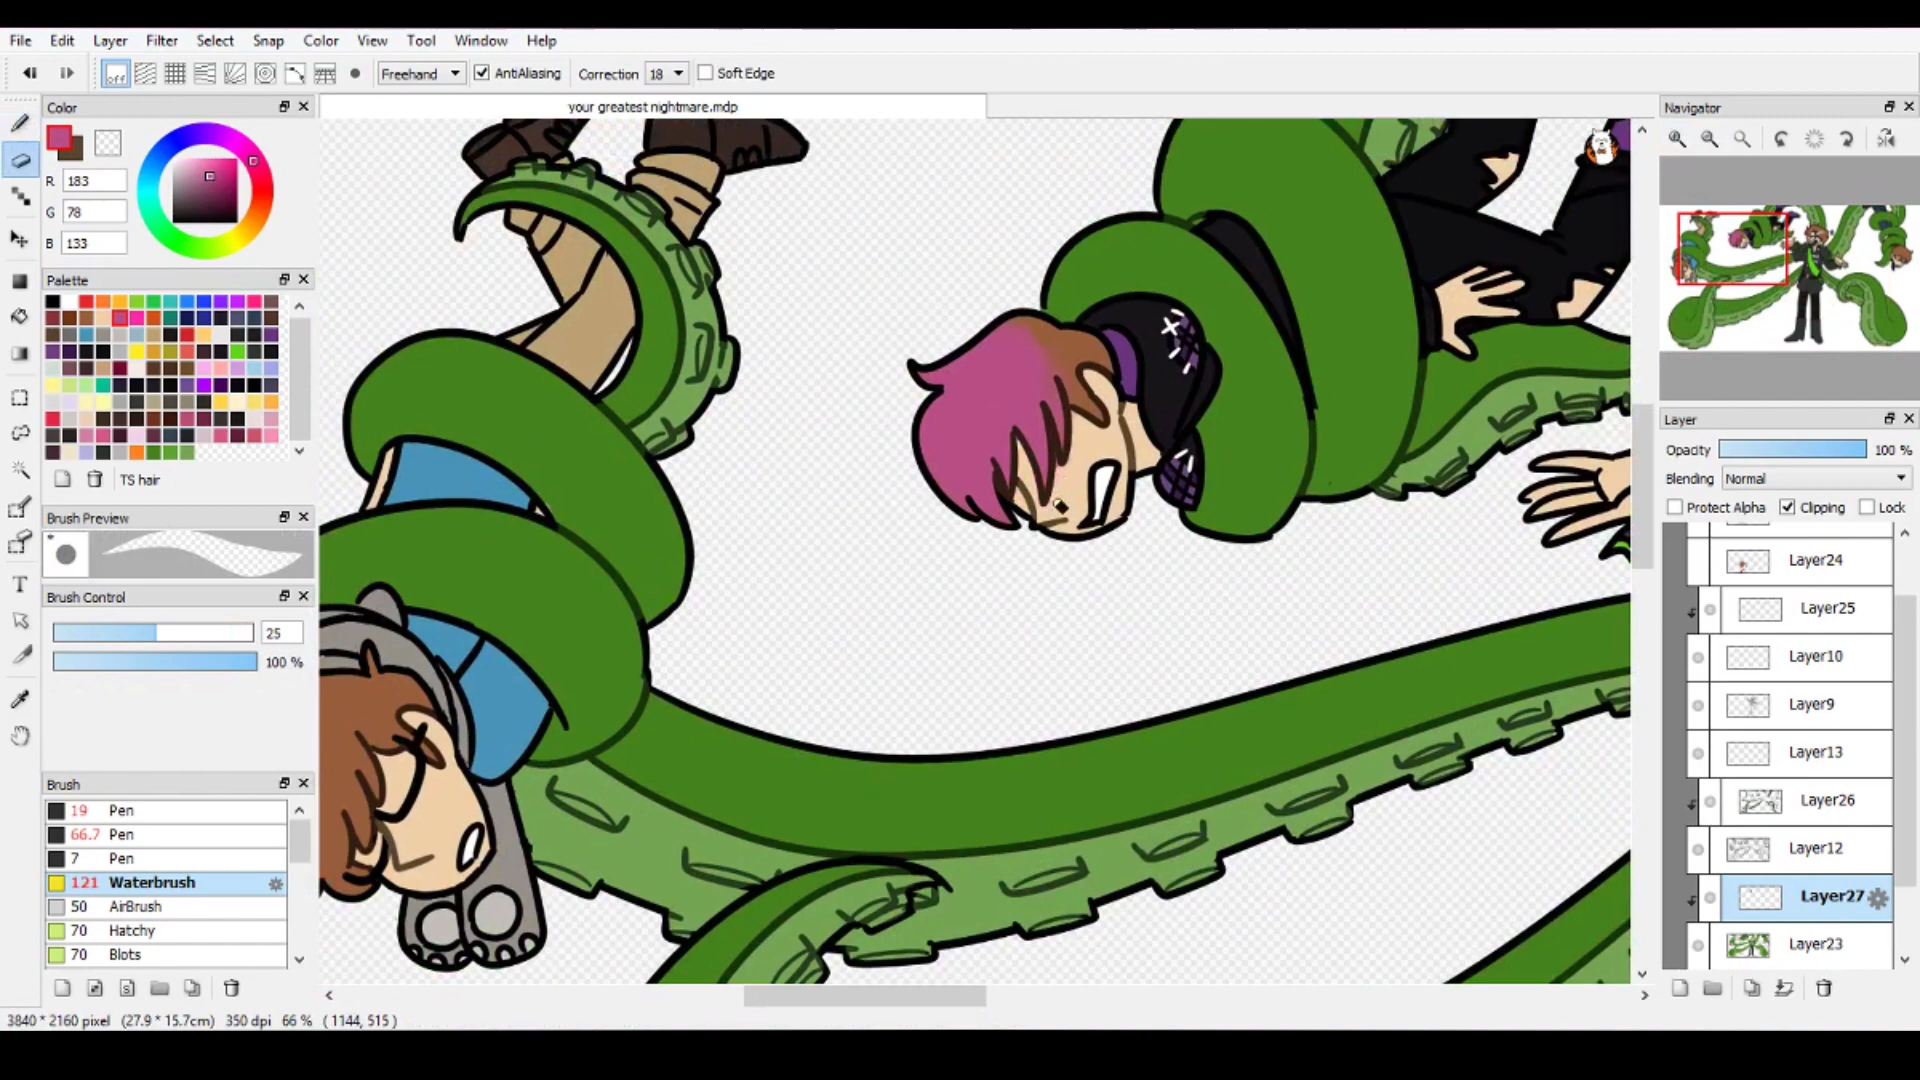 File Edit Layer Filter Select Snap Color View Tool Window Help
off Freehand AntiAliasing Correction 18 Soft Edge
Color
your greatest nightmare.mdp
Navigator
R 183
G 78
B 133
Palette
TS hair
Brush Preview
Brush Control
25
100 %
Brush
19 Pen
66.7 Pen
7 Pen
121 Waterbrush
50 AirBrush
70 Hatchy
70 Blots
Layer
Opacity 100 %
Blending Normal
Protect Alpha Clipping Lock
Layer24
Layer25
Layer10
Layer9
Layer13
Layer26
Layer12
Layer27
Layer23
3840 * 2160 pixel (27.9 * 15.7cm) 350 dpi 66 % ( 1144, 515 )